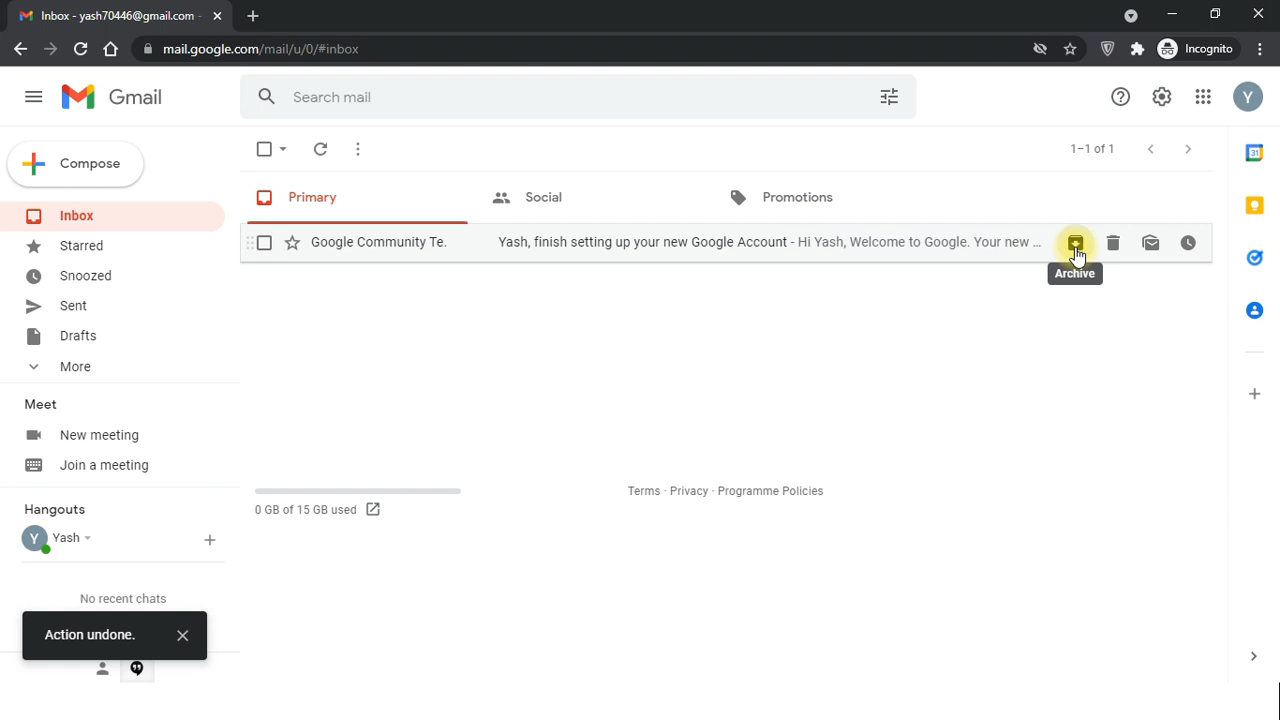 Inbox - yash70446@gmail.com -
mail.google.com/mail/u/0/#inbox
Incognito
Gmail
Search mail
Y
Compose
1–1 of 1
31
Primary
Social
Promotions
Inbox
Google Community Te.
Yash, finish setting up your new Google Account - Hi Yash, Welcome to Google. Your new ...
Archive
Starred
Snoozed
Sent
Drafts
More
Meet
New meeting
Join a meeting
Terms · Privacy · Programme Policies
0 GB of 15 GB used
Hangouts
Y
Yash
No recent chats
Action undone.